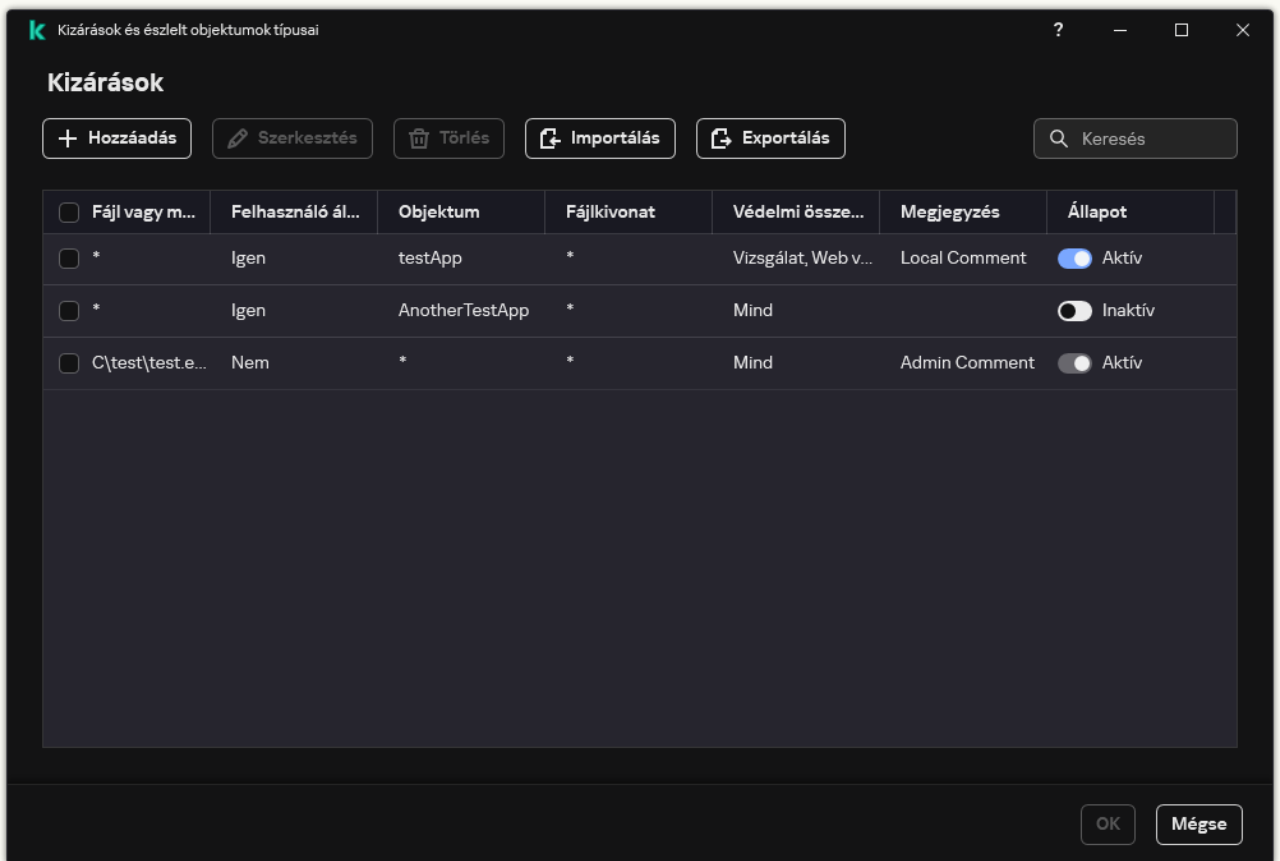 Kizárások és észlelt objektumok típusai ?
Kizárások
Hozzáadás Szerkesztés Törlés Importálás Exportálás Keresés
Fájl vagy m... Felhasználó ál... Objektum Fájlkivonat Védelmi össze... Megjegyzés Állapot
* Igen testApp * Vizsgálat, Web v... Local Comment Aktív
* Igen AnotherTestApp * Mind Inaktív
C\test\test.e... Nem * * Mind Admin Comment Aktív
OK Mégse